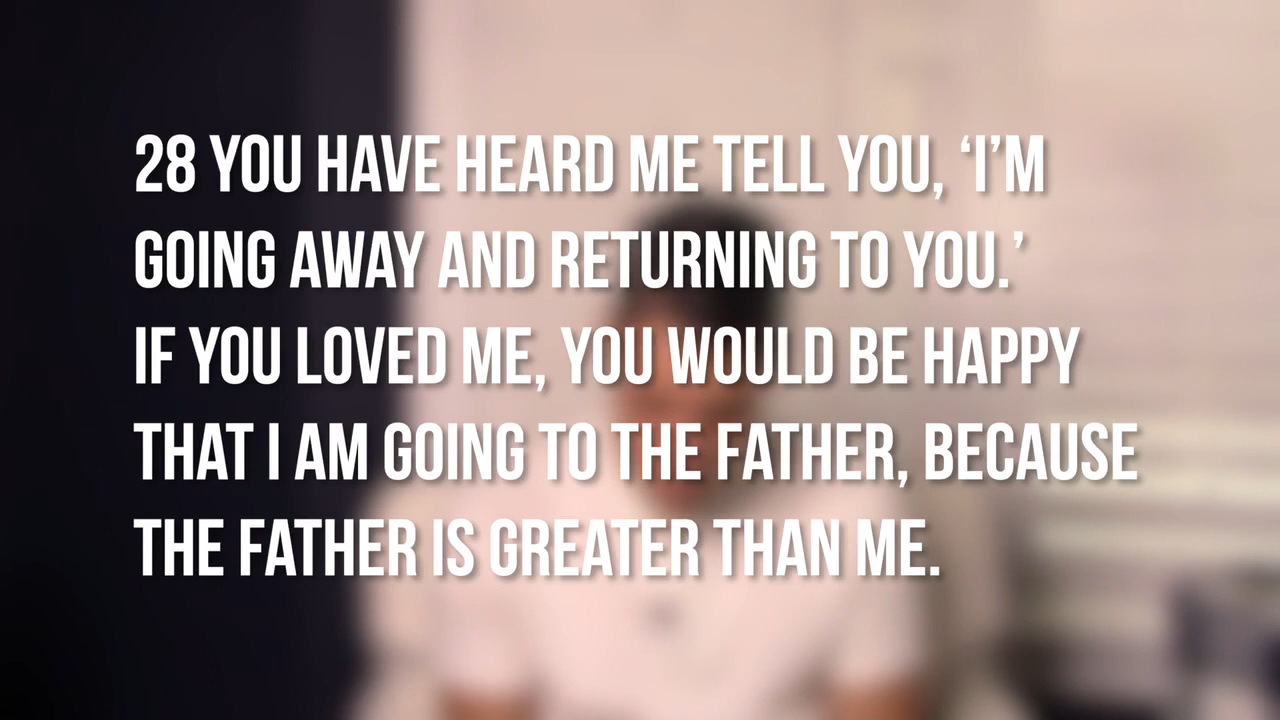 28 YOU HAVE HEARD ME TELL YOU, ‘I’M
GOING AWAY AND RETURNING TO YOU.’
IF YOU LOVED ME, YOU WOULD BE HAPPY
THAT I AM GOING TO THE FATHER, BECAUSE
THE FATHER IS GREATER THAN ME.